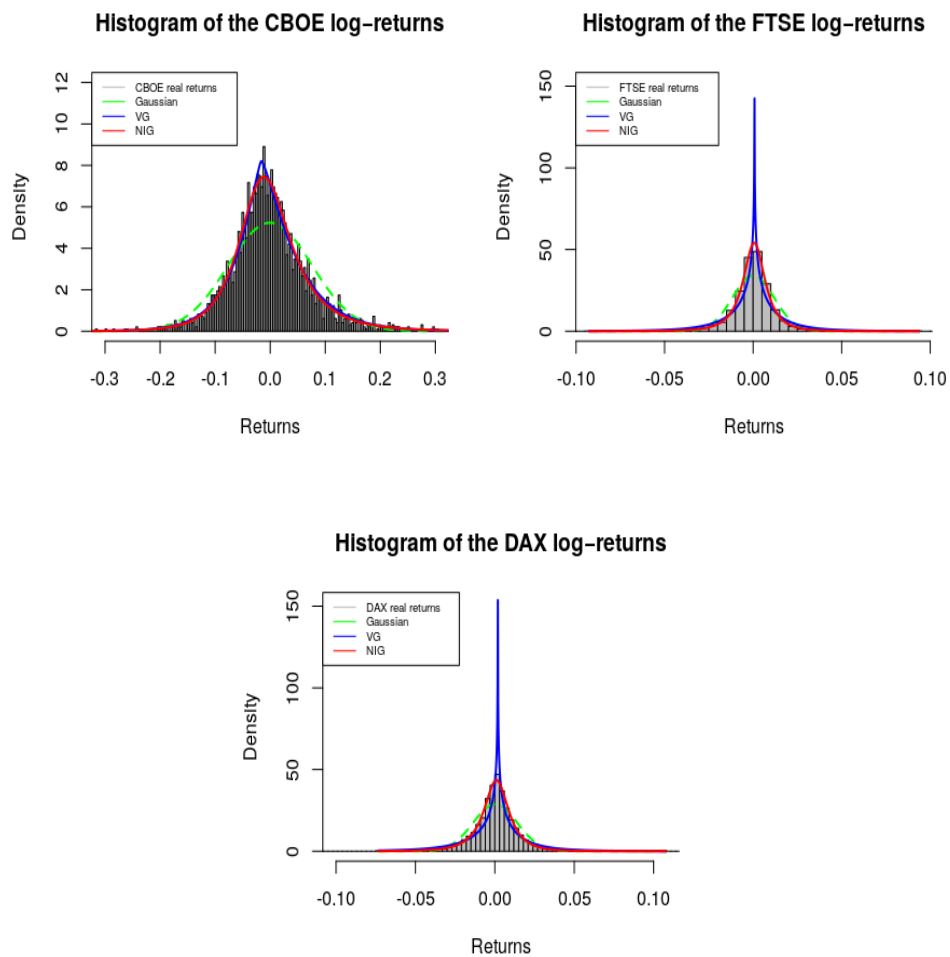 Histogram of the CBOE log−returns
CBOE real returns
Gaussian
VG
NIG
Density
0
2
4
6
8
10
12
-0.3
-0.2
-0.1
0.0
0.1
0.2
0.3
Returns
Histogram of the FTSE log−returns
FTSE real returns
Gaussian
VG
NIG
Density
0
50
100
150
-0.10
-0.05
0.00
0.05
0.10
Returns
Histogram of the DAX log−returns
DAX real returns
Gaussian
VG
NIG
Density
0
50
100
150
-0.10
-0.05
0.00
0.05
0.10
Returns